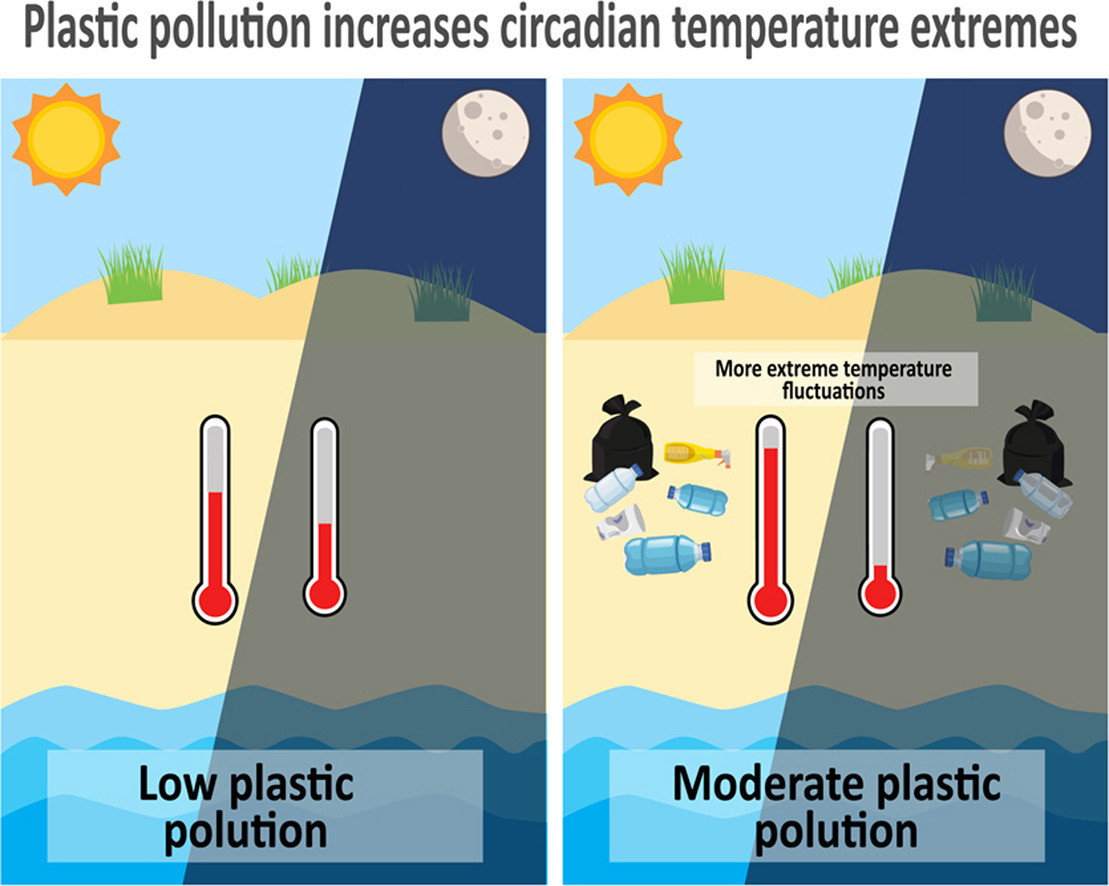 Plastic pollution increases circadian temperature extremes
More extreme temperature
fluctuations
Low plastic
polution
Moderate plastic
polution